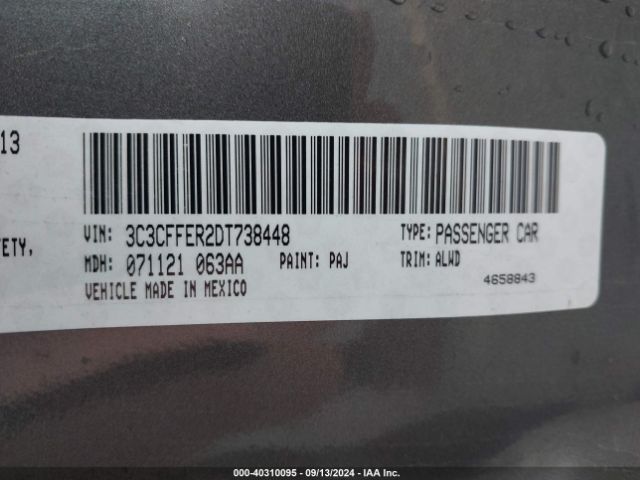 13
VIN: 3C3CFFER2DT738448 TYPE: PASSENGER CAR
ETY,
MDH: 071121 063AA PAINT: PAJ TRIM: ALWD
VEHICLE MADE IN MEXICO 4658843
000-40310095 - 09/13/2024 - IAA Inc.